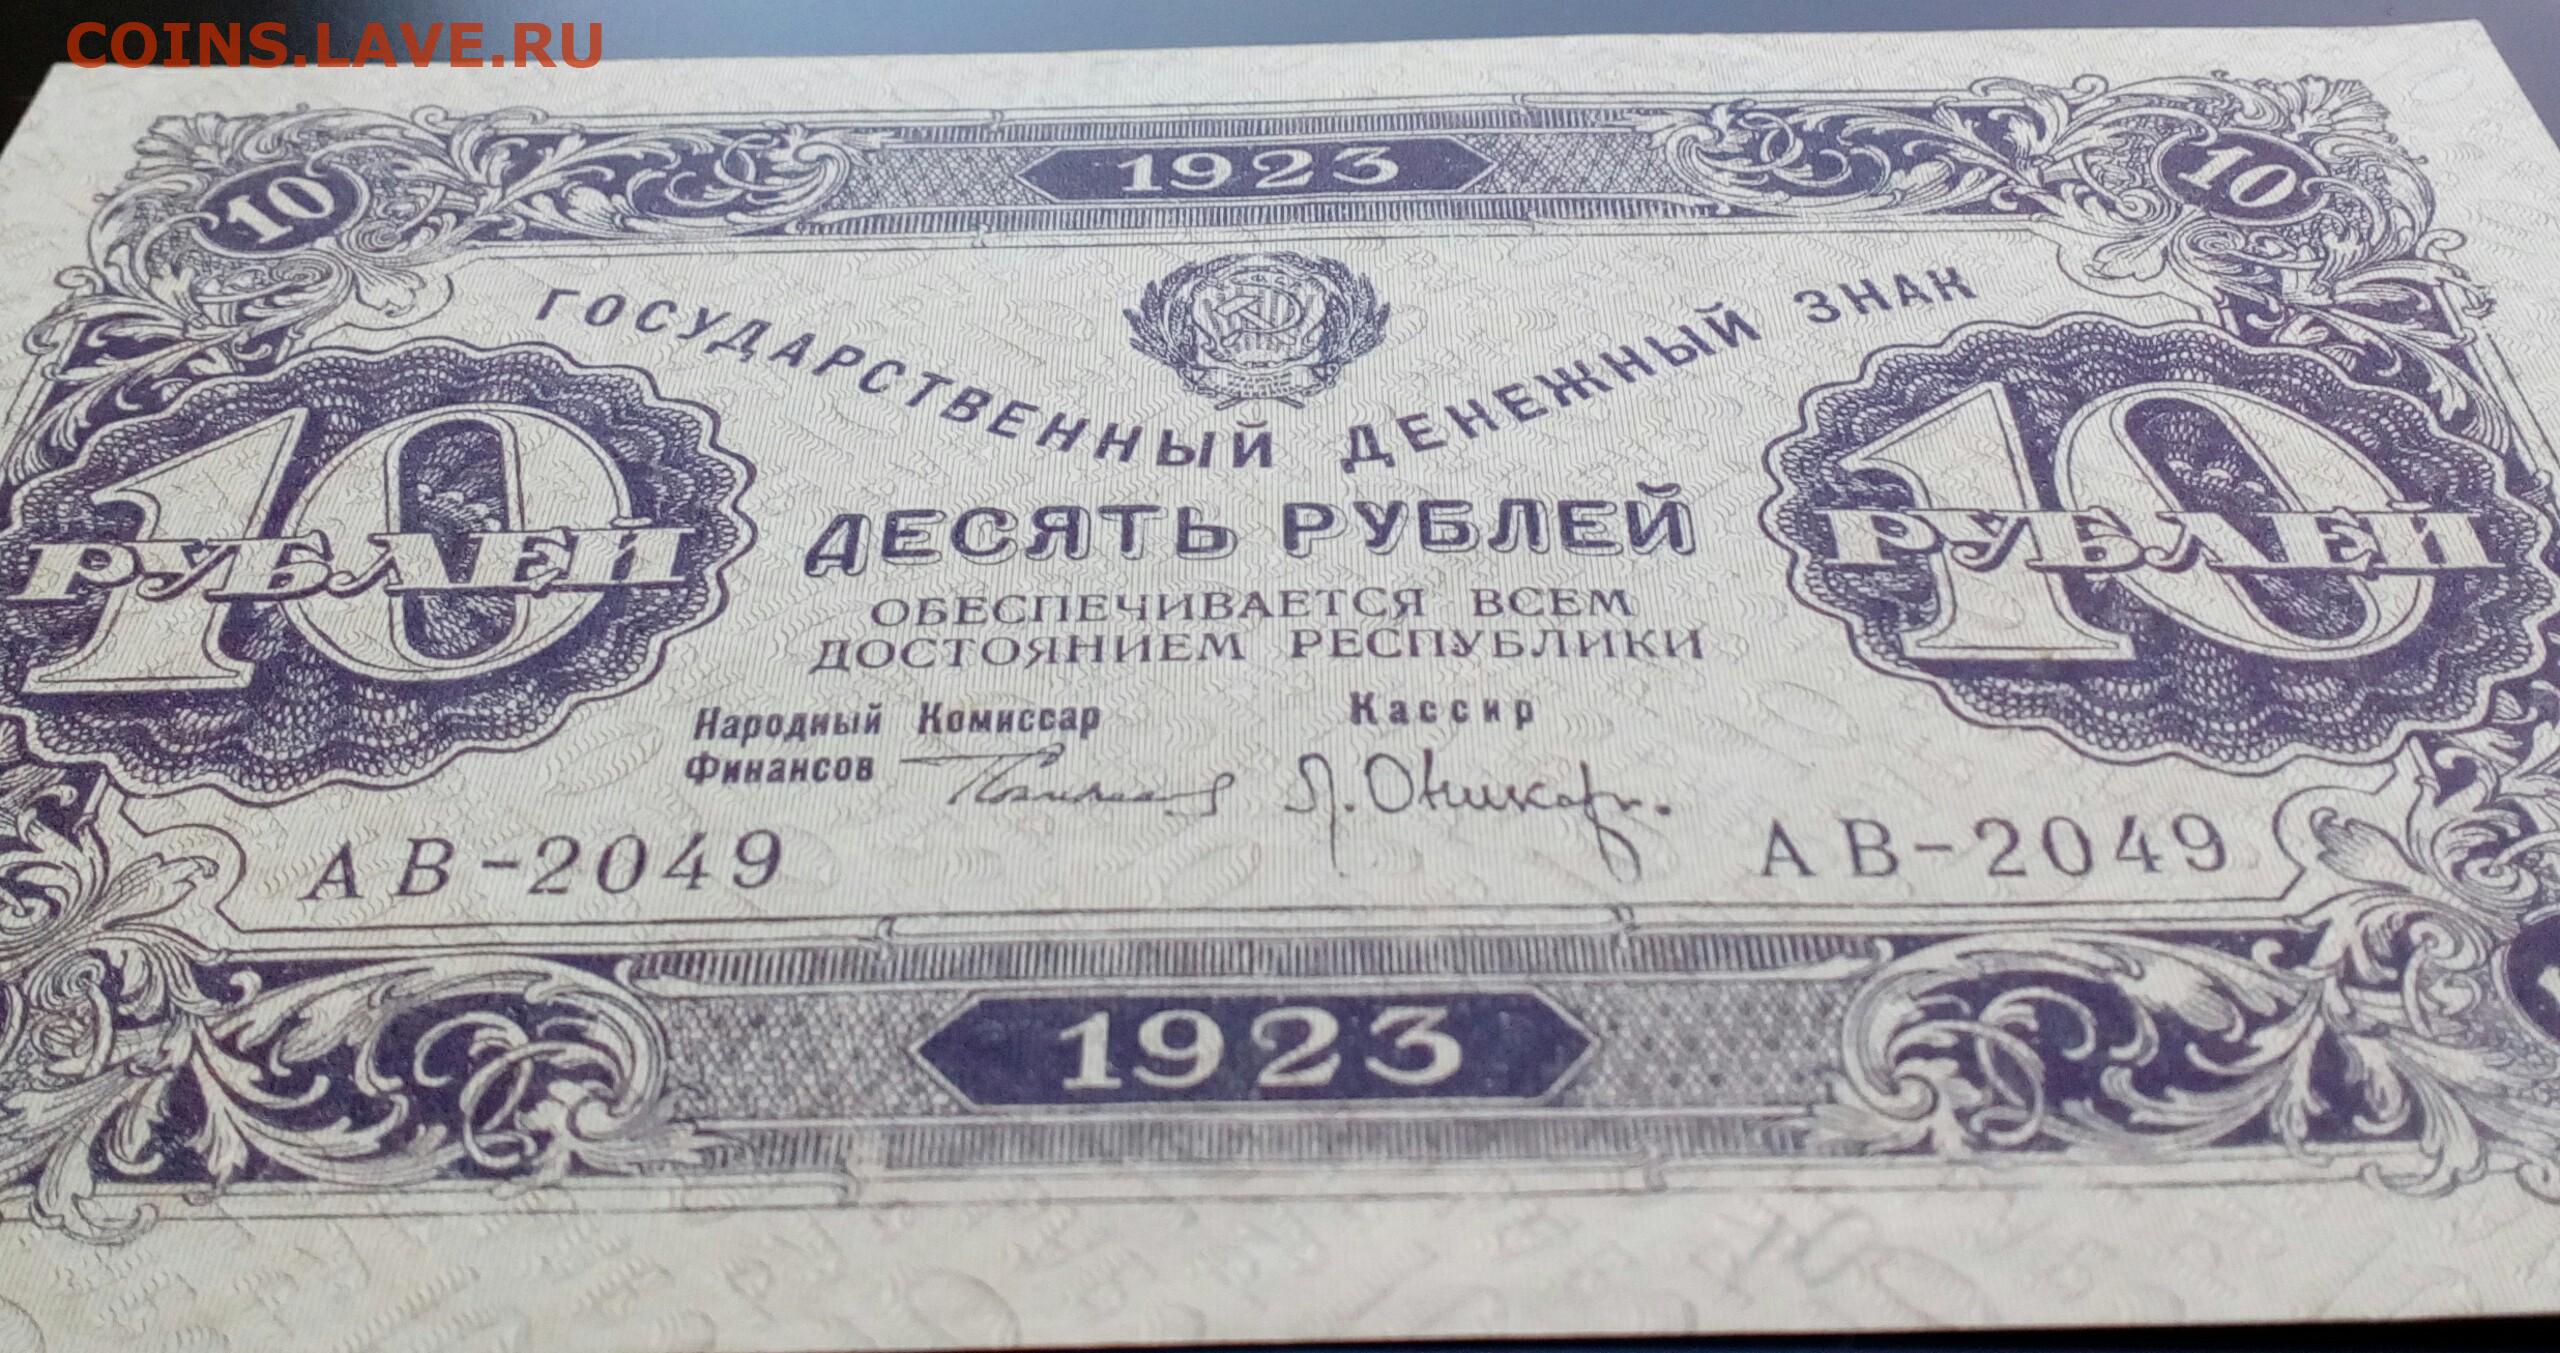 COINS.LAVE.RU
1923
10 10
ГОСУДАРСТВЕННЫЙ ДЕНЕЖНЫЙ ЗНАК
10 РУБЛЕЙ
ДЕСЯТЬ РУБЛЕЙ
10 РУБЛЕЙ
ОБЕСПЕЧИВАЕТСЯ ВСЕМ
ДОСТОЯНИЕМ РЕСПУБЛИКИ
Народный Комиссар
Финансов
Кассир
АВ-2049 АВ-2049
1923